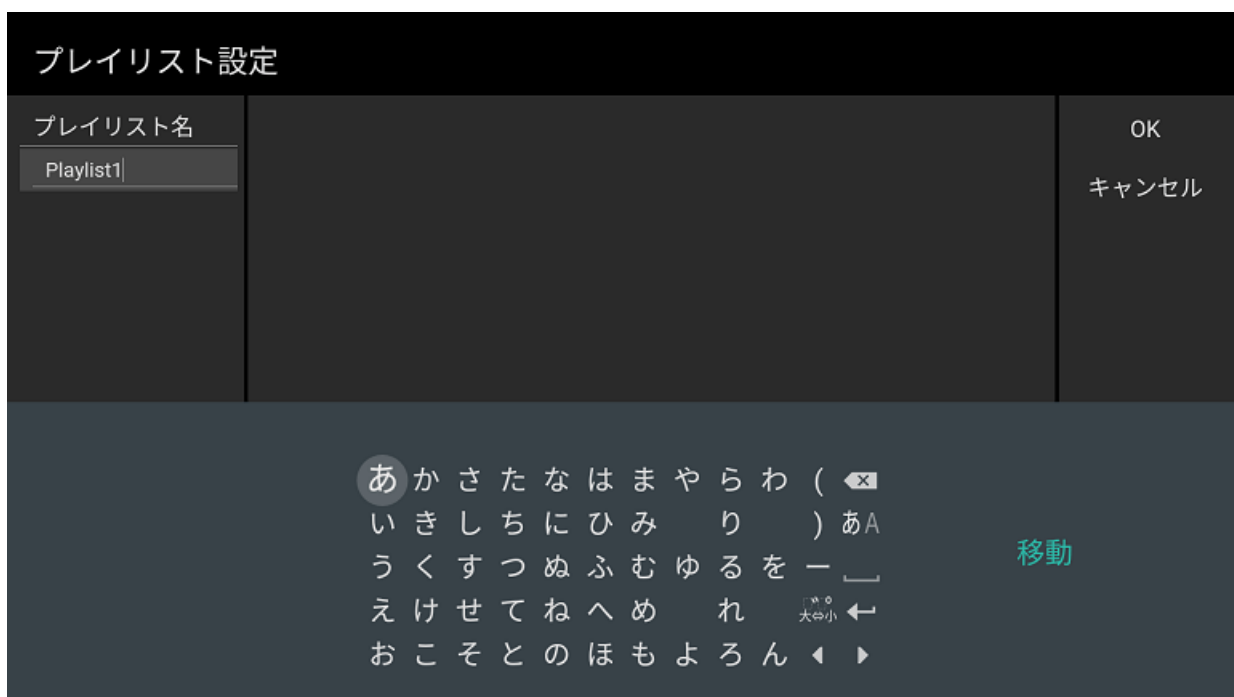 プレイリスト設定
プレイリスト名
Playlist1
OK
キャンセル
あ か さ た な は ま や ら わ (
い き し ち に ひ み り ) あA
う く す つ ぬ ふ む ゆ る を ー
え け せ て ね へ め れ 大⇔小
お こ そ と の ほ も よ ろ ん
移動